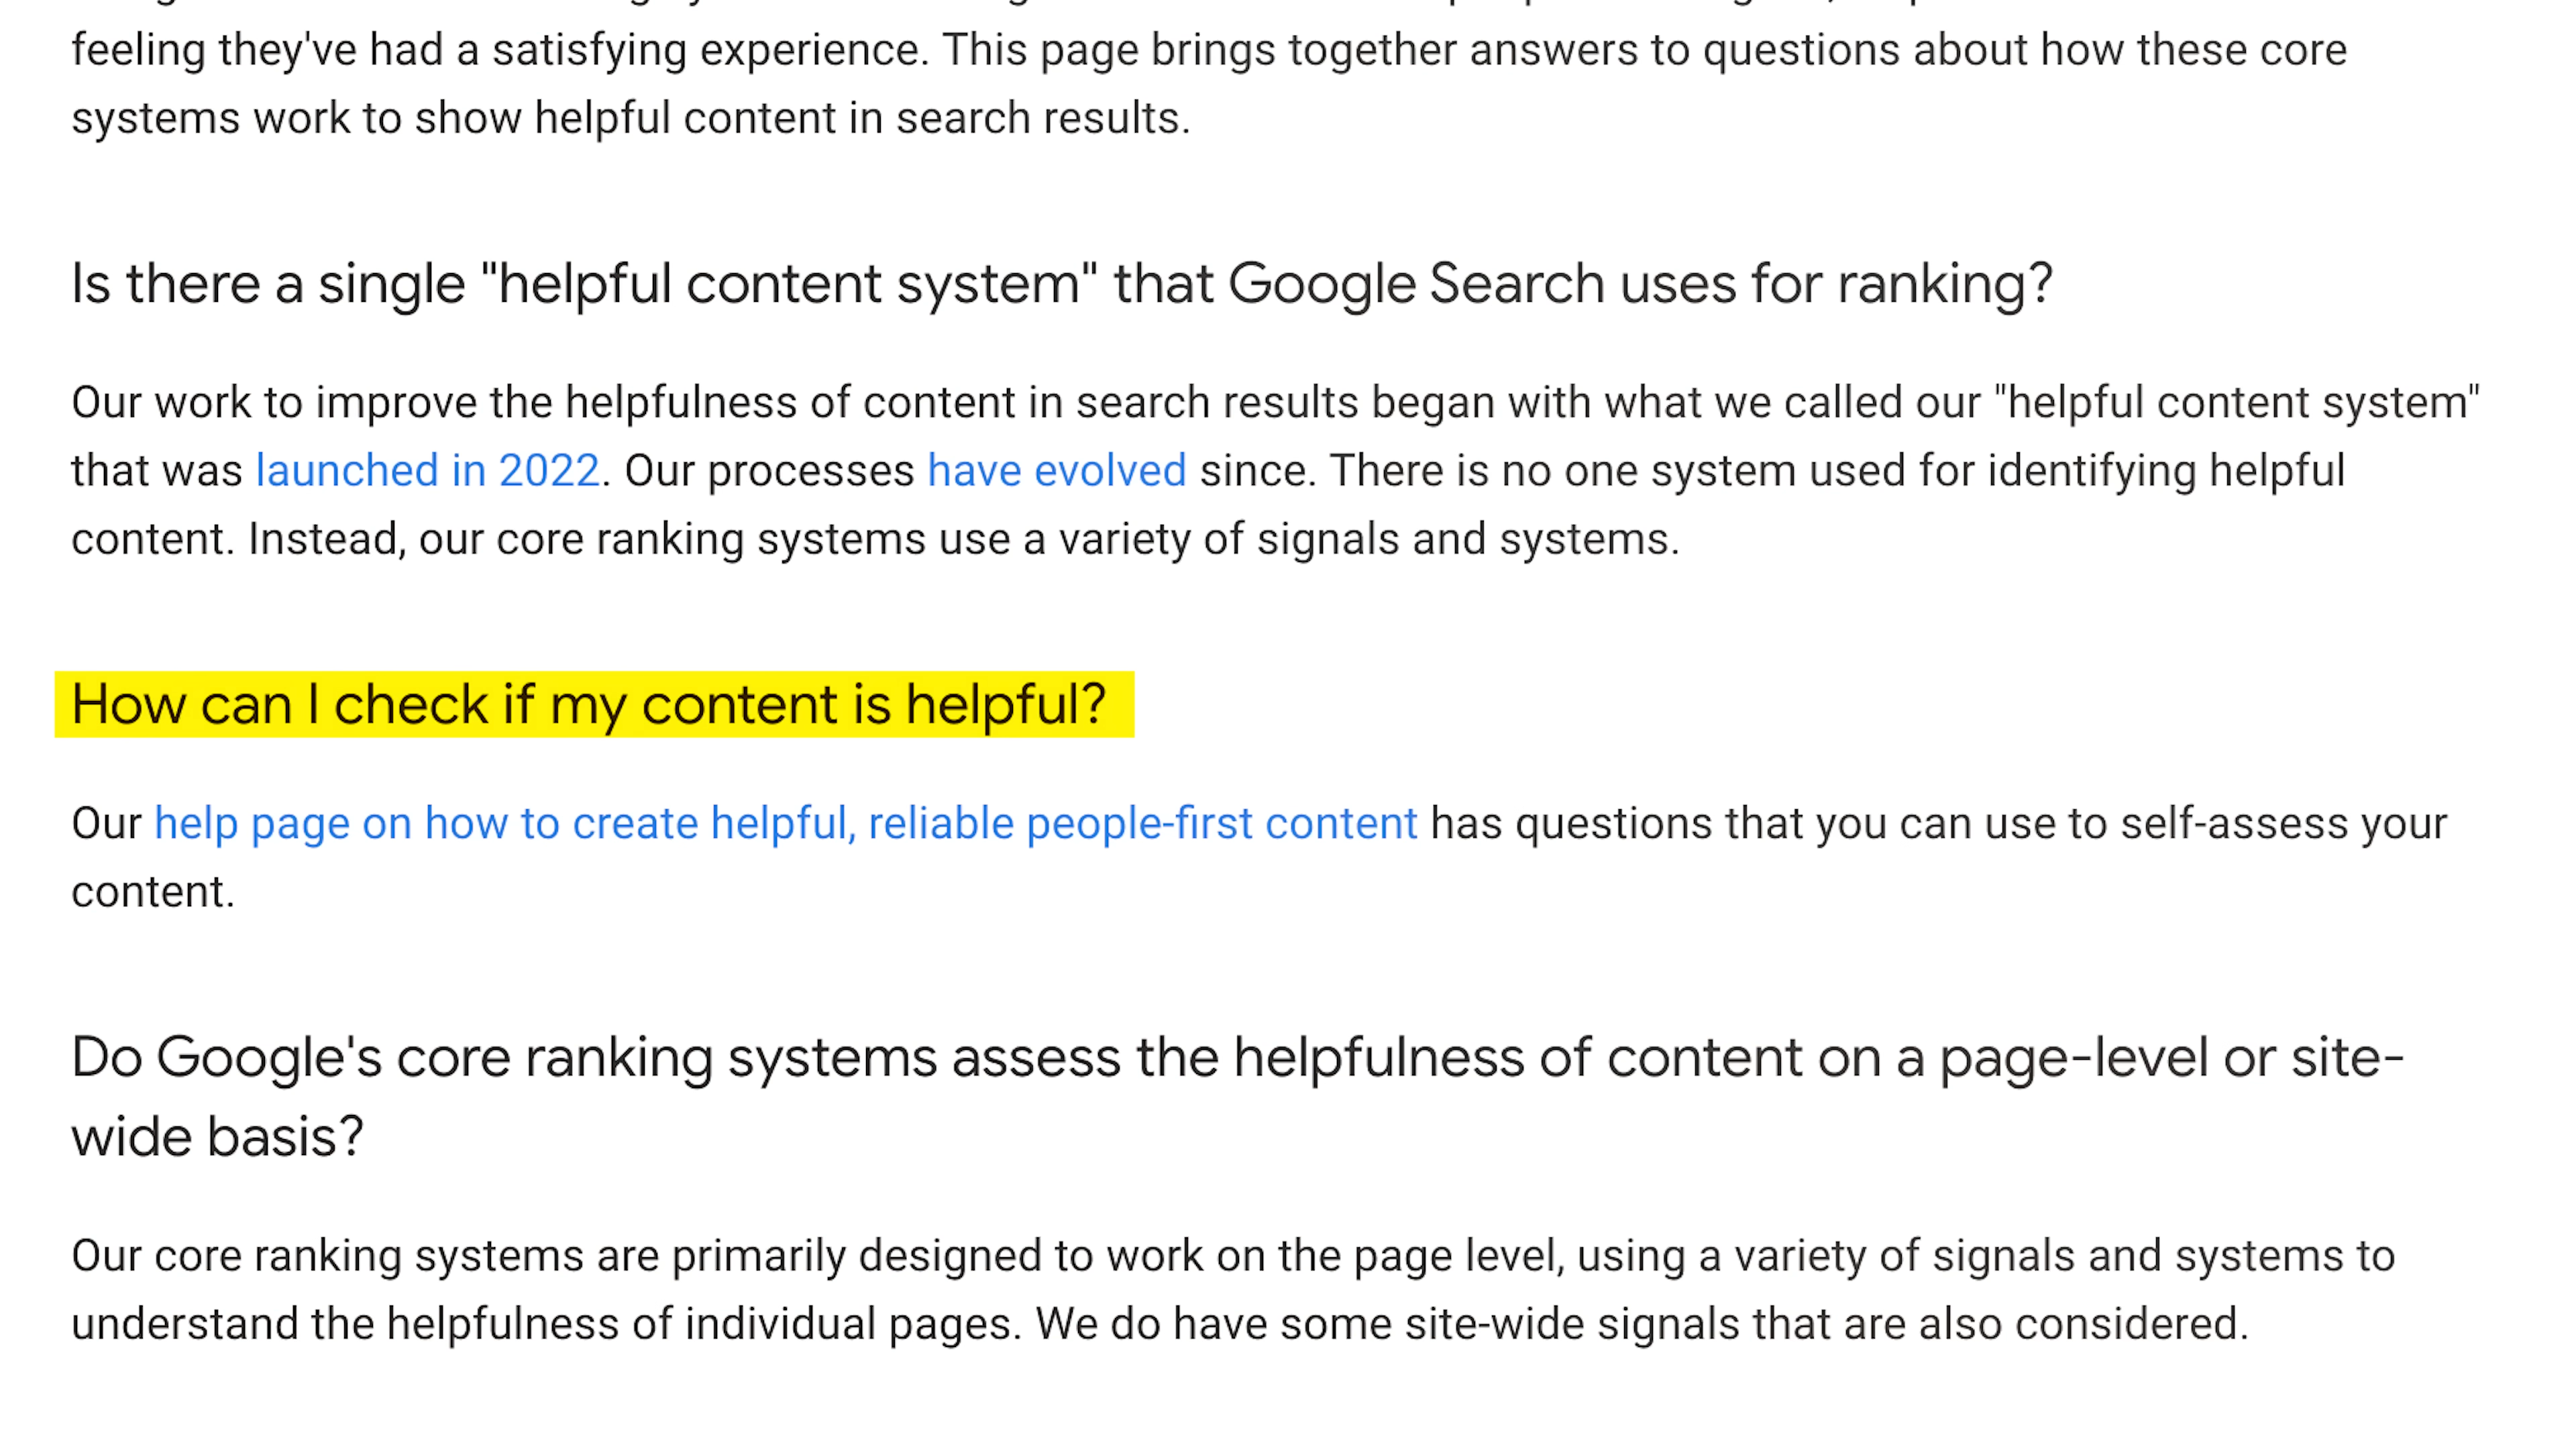 feeling they've had a satisfying experience. This page brings together answers to questions about how these core
systems work to show helpful content in search results.
Is there a single "helpful content system" that Google Search uses for ranking?
Our work to improve the helpfulness of content in search results began with what we called our "helpful content system"
that was launched in 2022. Our processes have evolved since. There is no one system used for identifying helpful
content. Instead, our core ranking systems use a variety of signals and systems.
How can I check if my content is helpful?
Our help page on how to create helpful, reliable people-first content has questions that you can use to self-assess your
content.
Do Google's core ranking systems assess the helpfulness of content on a page-level or site-
wide basis?
Our core ranking systems are primarily designed to work on the page level, using a variety of signals and systems to
understand the helpfulness of individual pages. We do have some site-wide signals that are also considered.